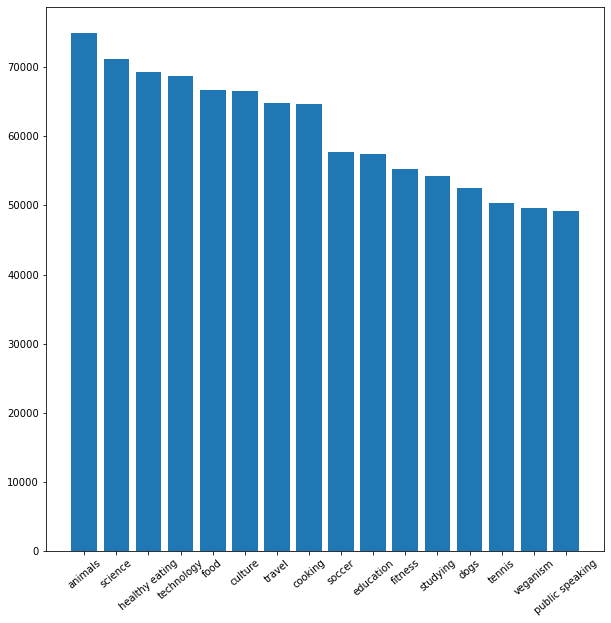 70000
60000
50000
40000
30000
20000
10000
0
animals
science
healthy eating
technology
food
culture
travel
cooking
soccer
education
fitness
studying
dogs
tennis
veganism
public speaking